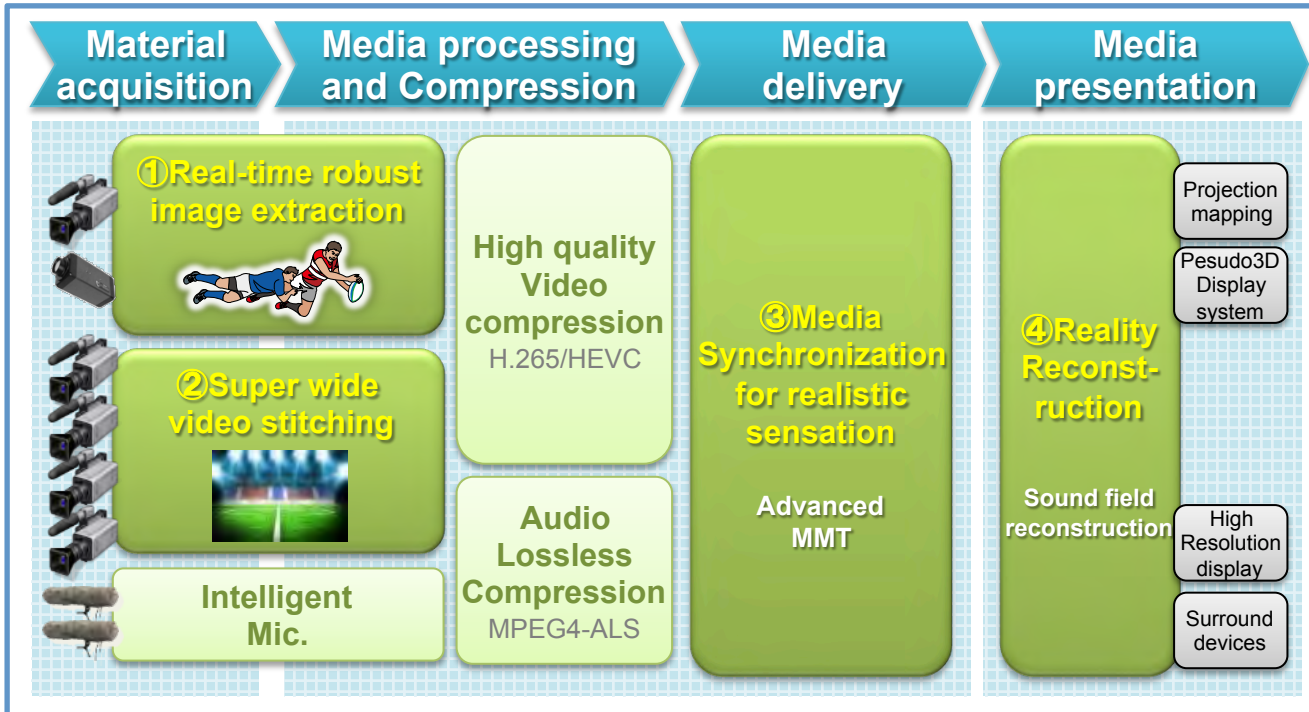 Material
acquisition
Media processing
and Compression
Media
delivery
Media
presentation
①Real-time robust
image extraction
②Super wide
video stitching
Intelligent
Mic.
High quality
Video
compression
H.265/HEVC
Audio
Lossless
Compression
MPEG4-ALS
③Media
Synchronization
for realistic
sensation
Advanced
MMT
④Reality
Reconst-
ruction
Sound field
reconstruction
Projection
mapping
Pesudo3D
Display
system
High
Resolution
display
Surround
devices